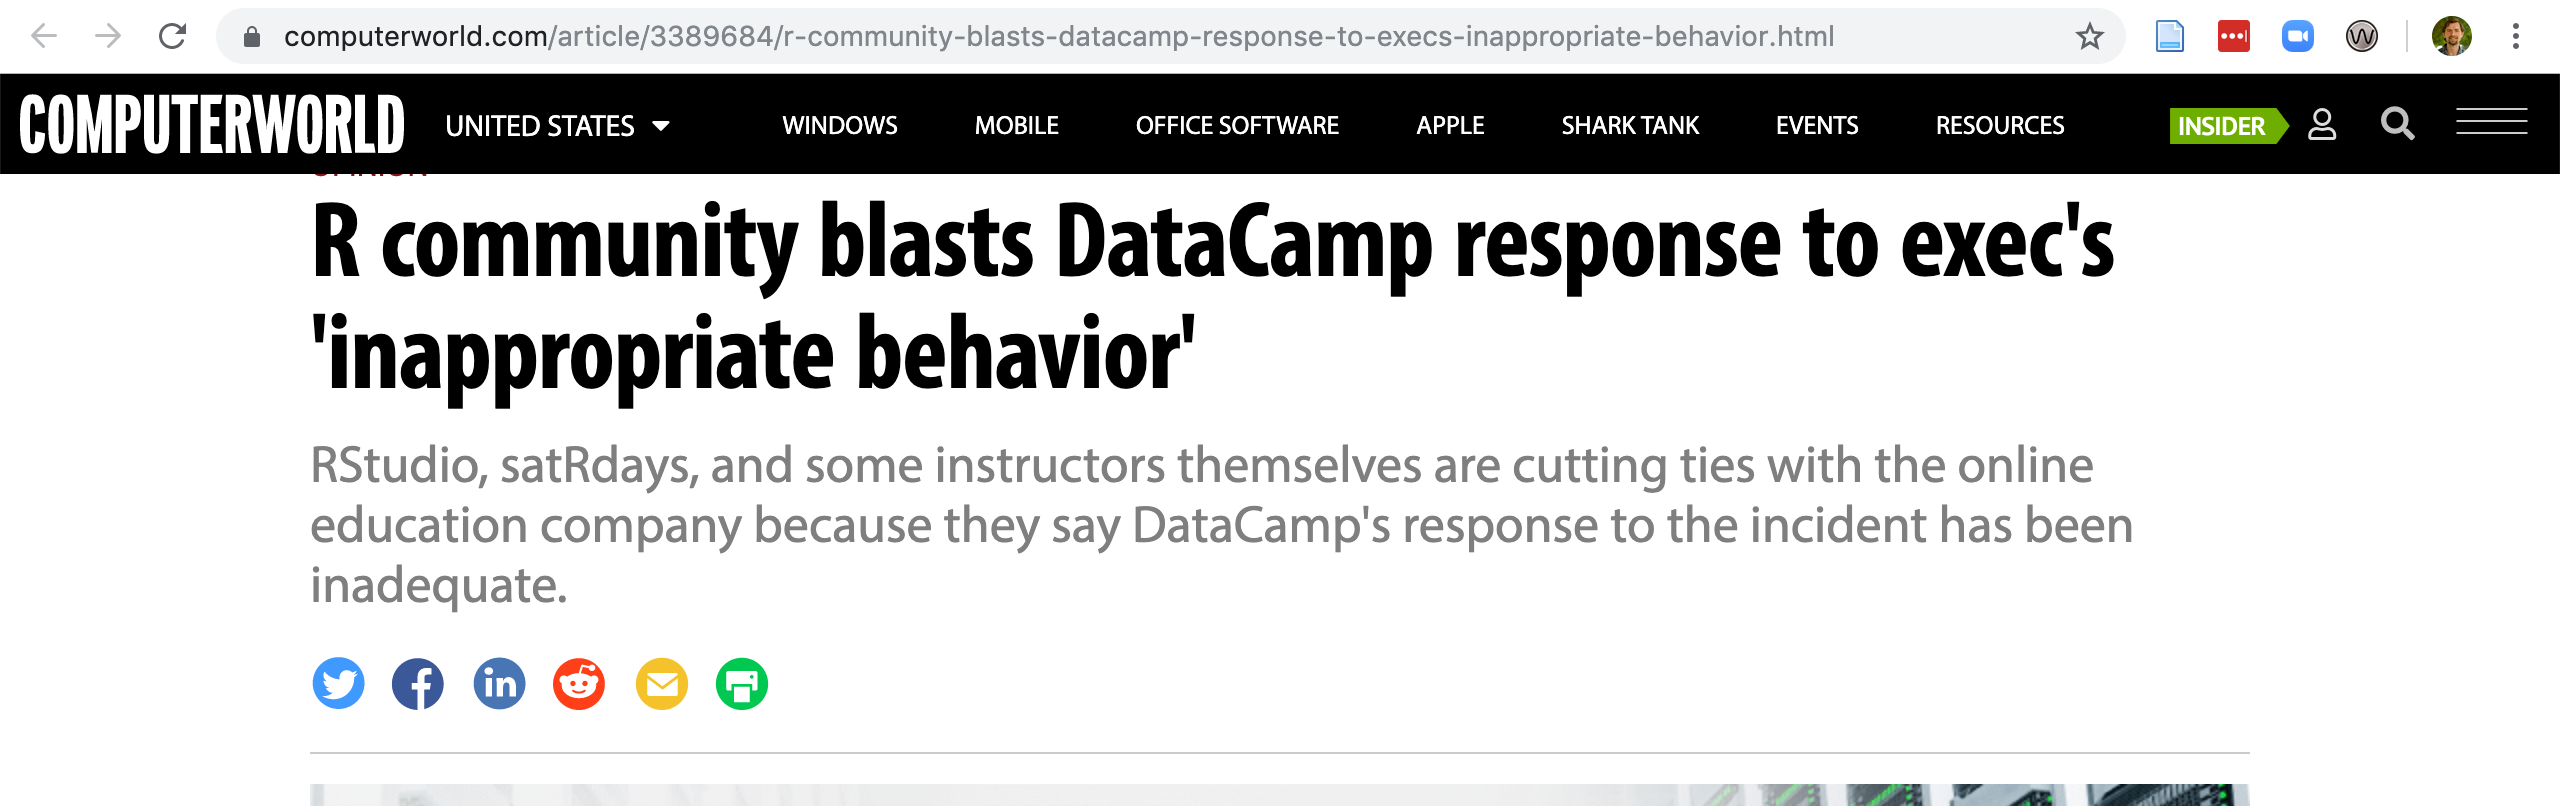 computerworld.com/article/3389684/r-community-blasts-datacamp-response-to-execs-inappropriate-behavior.html
COMPUTERWORLD UNITED STATES WINDOWS MOBILE OFFICE SOFTWARE APPLE SHARK TANK EVENTS RESOURCES INSIDER
R community blasts DataCamp response to exec's
'inappropriate behavior'
RStudio, satRdays, and some instructors themselves are cutting ties with the online
education company because they say DataCamp's response to the incident has been
inadequate.